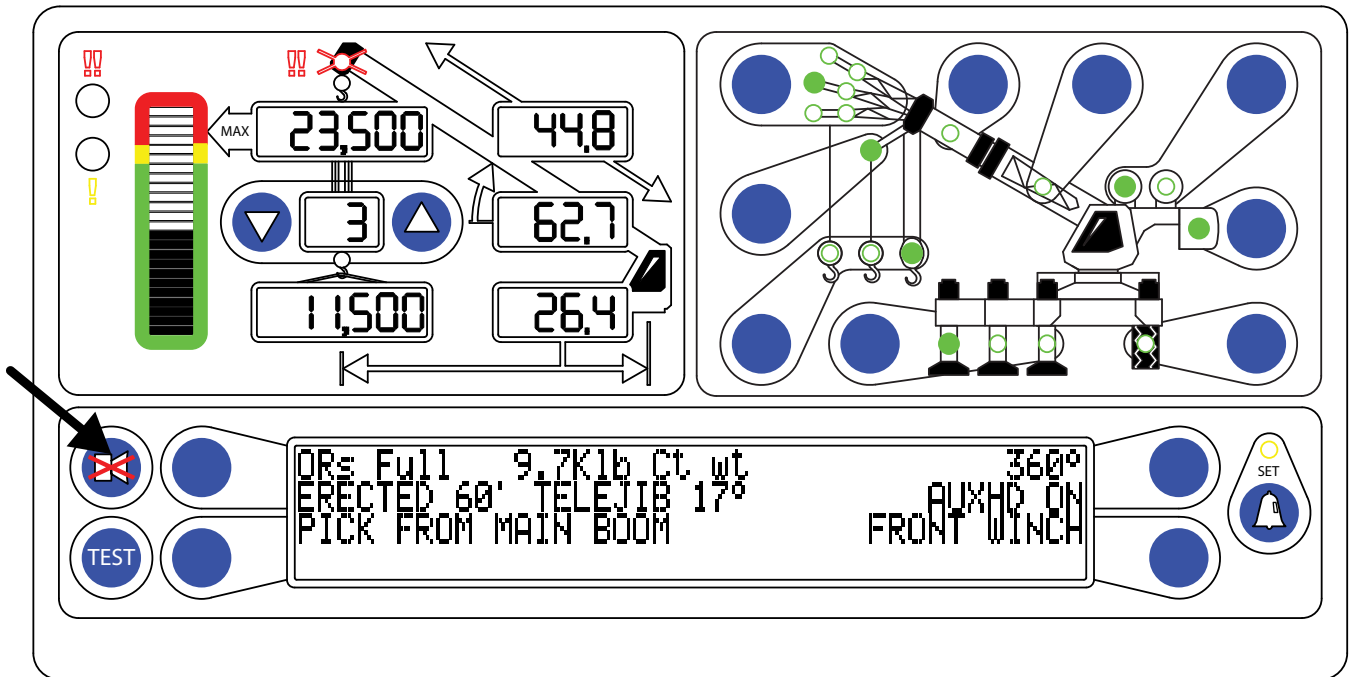 !! !!
MAX 23,500 44.8
!
3 62.7
11,500 26.4
ORs Full 9.7Klb Ct wt 360°
ERECTED 60' TELEJIB 17° AUXHD ON
PICK FROM MAIN BOOM FRONT WINCH
TEST
SET